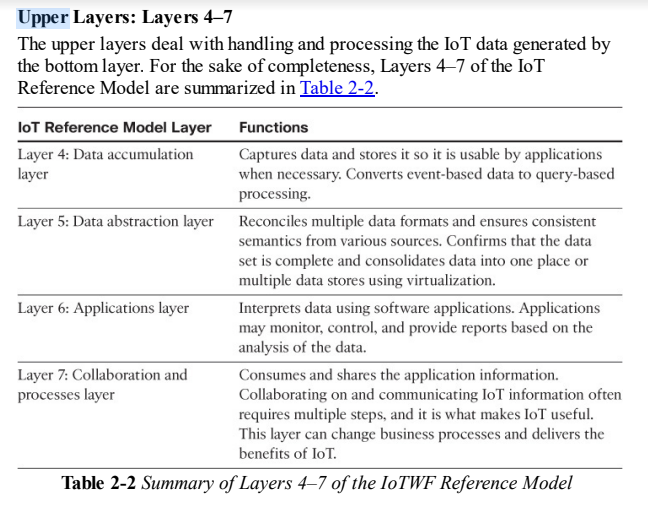 Upper Layers: Layers 4–7
The upper layers deal with handling and processing the IoT data generated by
the bottom layer. For the sake of completeness, Layers 4–7 of the IoT
Reference Model are summarized in Table 2-2.
IoT Reference Model Layer Functions
Layer 4: Data accumulation
layer
Captures data and stores it so it is usable by applications
when necessary. Converts event-based data to query-based
processing.
Layer 5: Data abstraction layer
Reconciles multiple data formats and ensures consistent
semantics from various sources. Confirms that the data
set is complete and consolidates data into one place or
multiple data stores using virtualization.
Layer 6: Applications layer
Interprets data using software applications. Applications
may monitor, control, and provide reports based on the
analysis of the data.
Layer 7: Collaboration and
processes layer
Consumes and shares the application information.
Collaborating on and communicating IoT information often
requires multiple steps, and it is what makes IoT useful.
This layer can change business processes and delivers the
benefits of IoT.
Table 2-2 Summary of Layers 4–7 of the IoTWF Reference Model